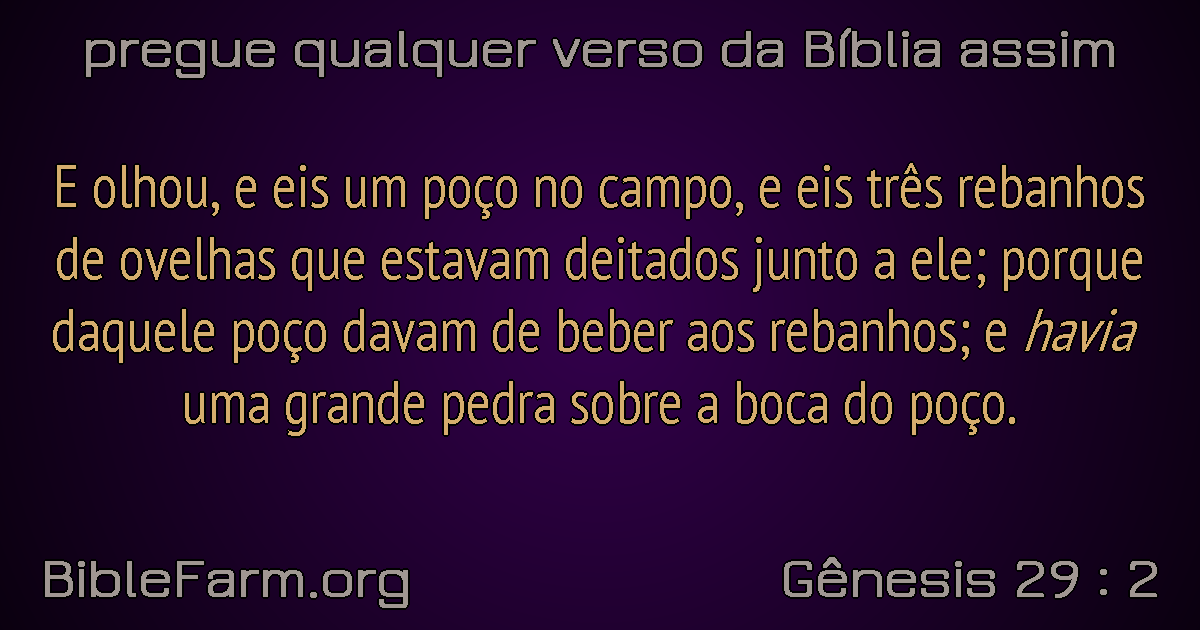 pregue qualquer verso da Bíblia assim
E olhou, e eis um poço no campo, e eis três rebanhos
de ovelhas que estavam deitados junto a ele; porque
daquele poço davam de beber aos rebanhos; e havia
uma grande pedra sobre a boca do poço.
BibleFarm.org
Gênesis 29 : 2